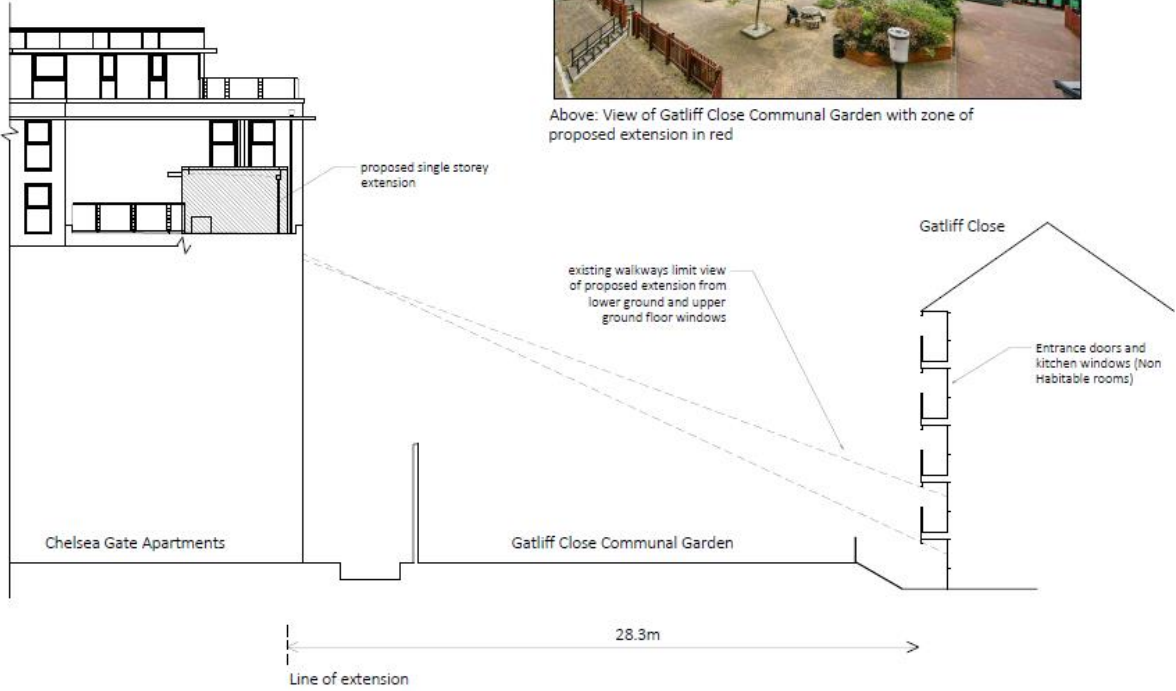 Above: View of Gatliff Close Communal Garden with zone of
proposed extension in red
proposed single storey
extension
Gatliff Close
existing walkways limit view
of proposed extension from
lower ground and upper
ground floor windows
Entrance doors and
kitchen windows (Non
Habitable rooms)
Chelsea Gate Apartments
Gatliff Close Communal Garden
28.3m
Line of extension